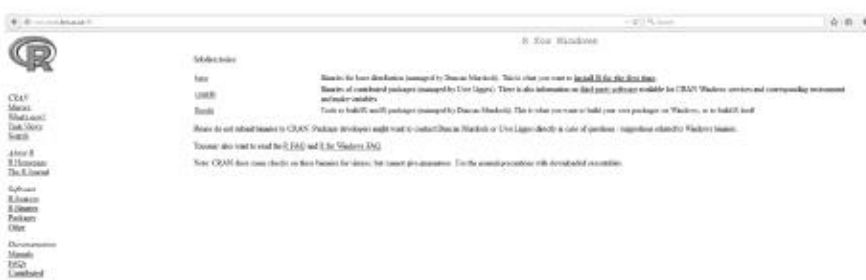 R for Windows
Subdirectories:
base
Binaries for base distribution (managed by Duncan Murdoch). This is what you want to install R for the first time.
contrib
Binaries of contributed packages (managed by Uwe Ligges). There is also information on third party software available for CRAN Windows services and corresponding environment
and make variables.
Rtools
Tools to build R and R packages (managed by Duncan Murdoch). This is what you want to build your own packages on Windows, or to build R itself.
Please do not submit binaries to CRAN. Package developers might want to contact Duncan Murdoch or Uwe Ligges directly in case of questions / suggestions related to Windows binaries.
You may also want to read the R FAQ and R for Windows FAQ.
Note: CRAN does some checks on these binaries for viruses, but cannot give guarantees. Use the normal precautions with downloaded executables.
R
CRAN
Mirrors
What's new?
Task Views
Search
About R
R Homepage
The R Journal
Software
R Sources
R Binaries
Packages
Other
Documentation
Manuals
FAQs
Contributed